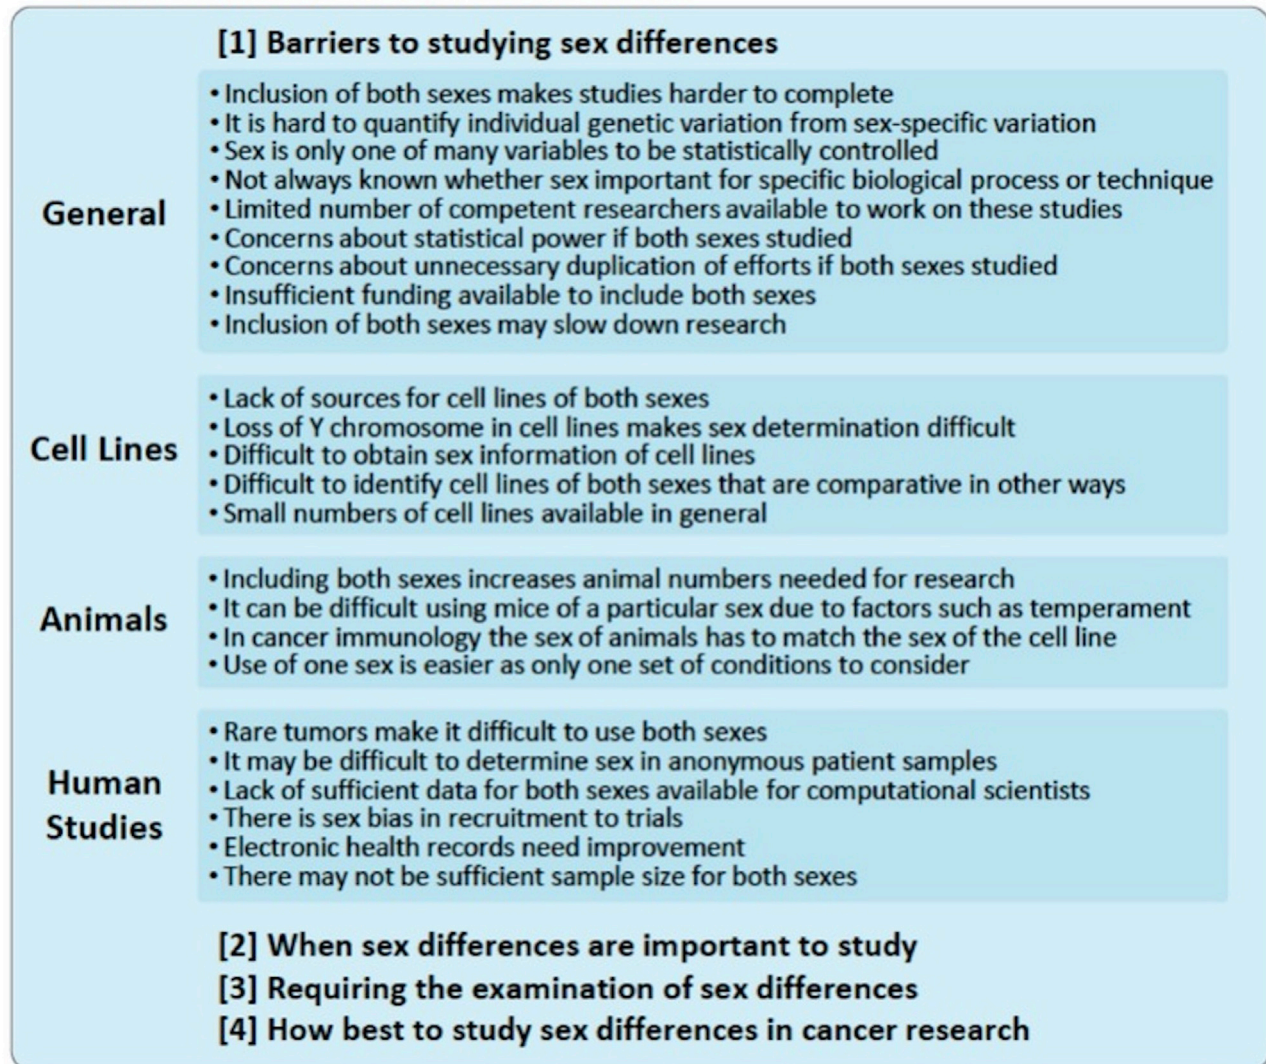 [1] Barriers to studying sex differences
General
• Inclusion of both sexes makes studies harder to complete
• It is hard to quantify individual genetic variation from sex-specific variation
• Sex is only one of many variables to be statistically controlled
• Not always known whether sex important for specific biological process or technique
• Limited number of competent researchers available to work on these studies
• Concerns about statistical power if both sexes studied
• Concerns about unnecessary duplication of efforts if both sexes studied
• Insufficient funding available to include both sexes
• Inclusion of both sexes may slow down research
Cell Lines
• Lack of sources for cell lines of both sexes
• Loss of Y chromosome in cell lines makes sex determination difficult
• Difficult to obtain sex information of cell lines
• Difficult to identify cell lines of both sexes that are comparative in other ways
• Small numbers of cell lines available in general
Animals
• Including both sexes increases animal numbers needed for research
• It can be difficult using mice of a particular sex due to factors such as temperament
• In cancer immunology the sex of animals has to match the sex of the cell line
• Use of one sex is easier as only one set of conditions to consider
Human
Studies
• Rare tumors make it difficult to use both sexes
• It may be difficult to determine sex in anonymous patient samples
• Lack of sufficient data for both sexes available for computational scientists
• There is sex bias in recruitment to trials
• Electronic health records need improvement
• There may not be sufficient sample size for both sexes
[2] When sex differences are important to study
[3] Requiring the examination of sex differences
[4] How best to study sex differences in cancer research